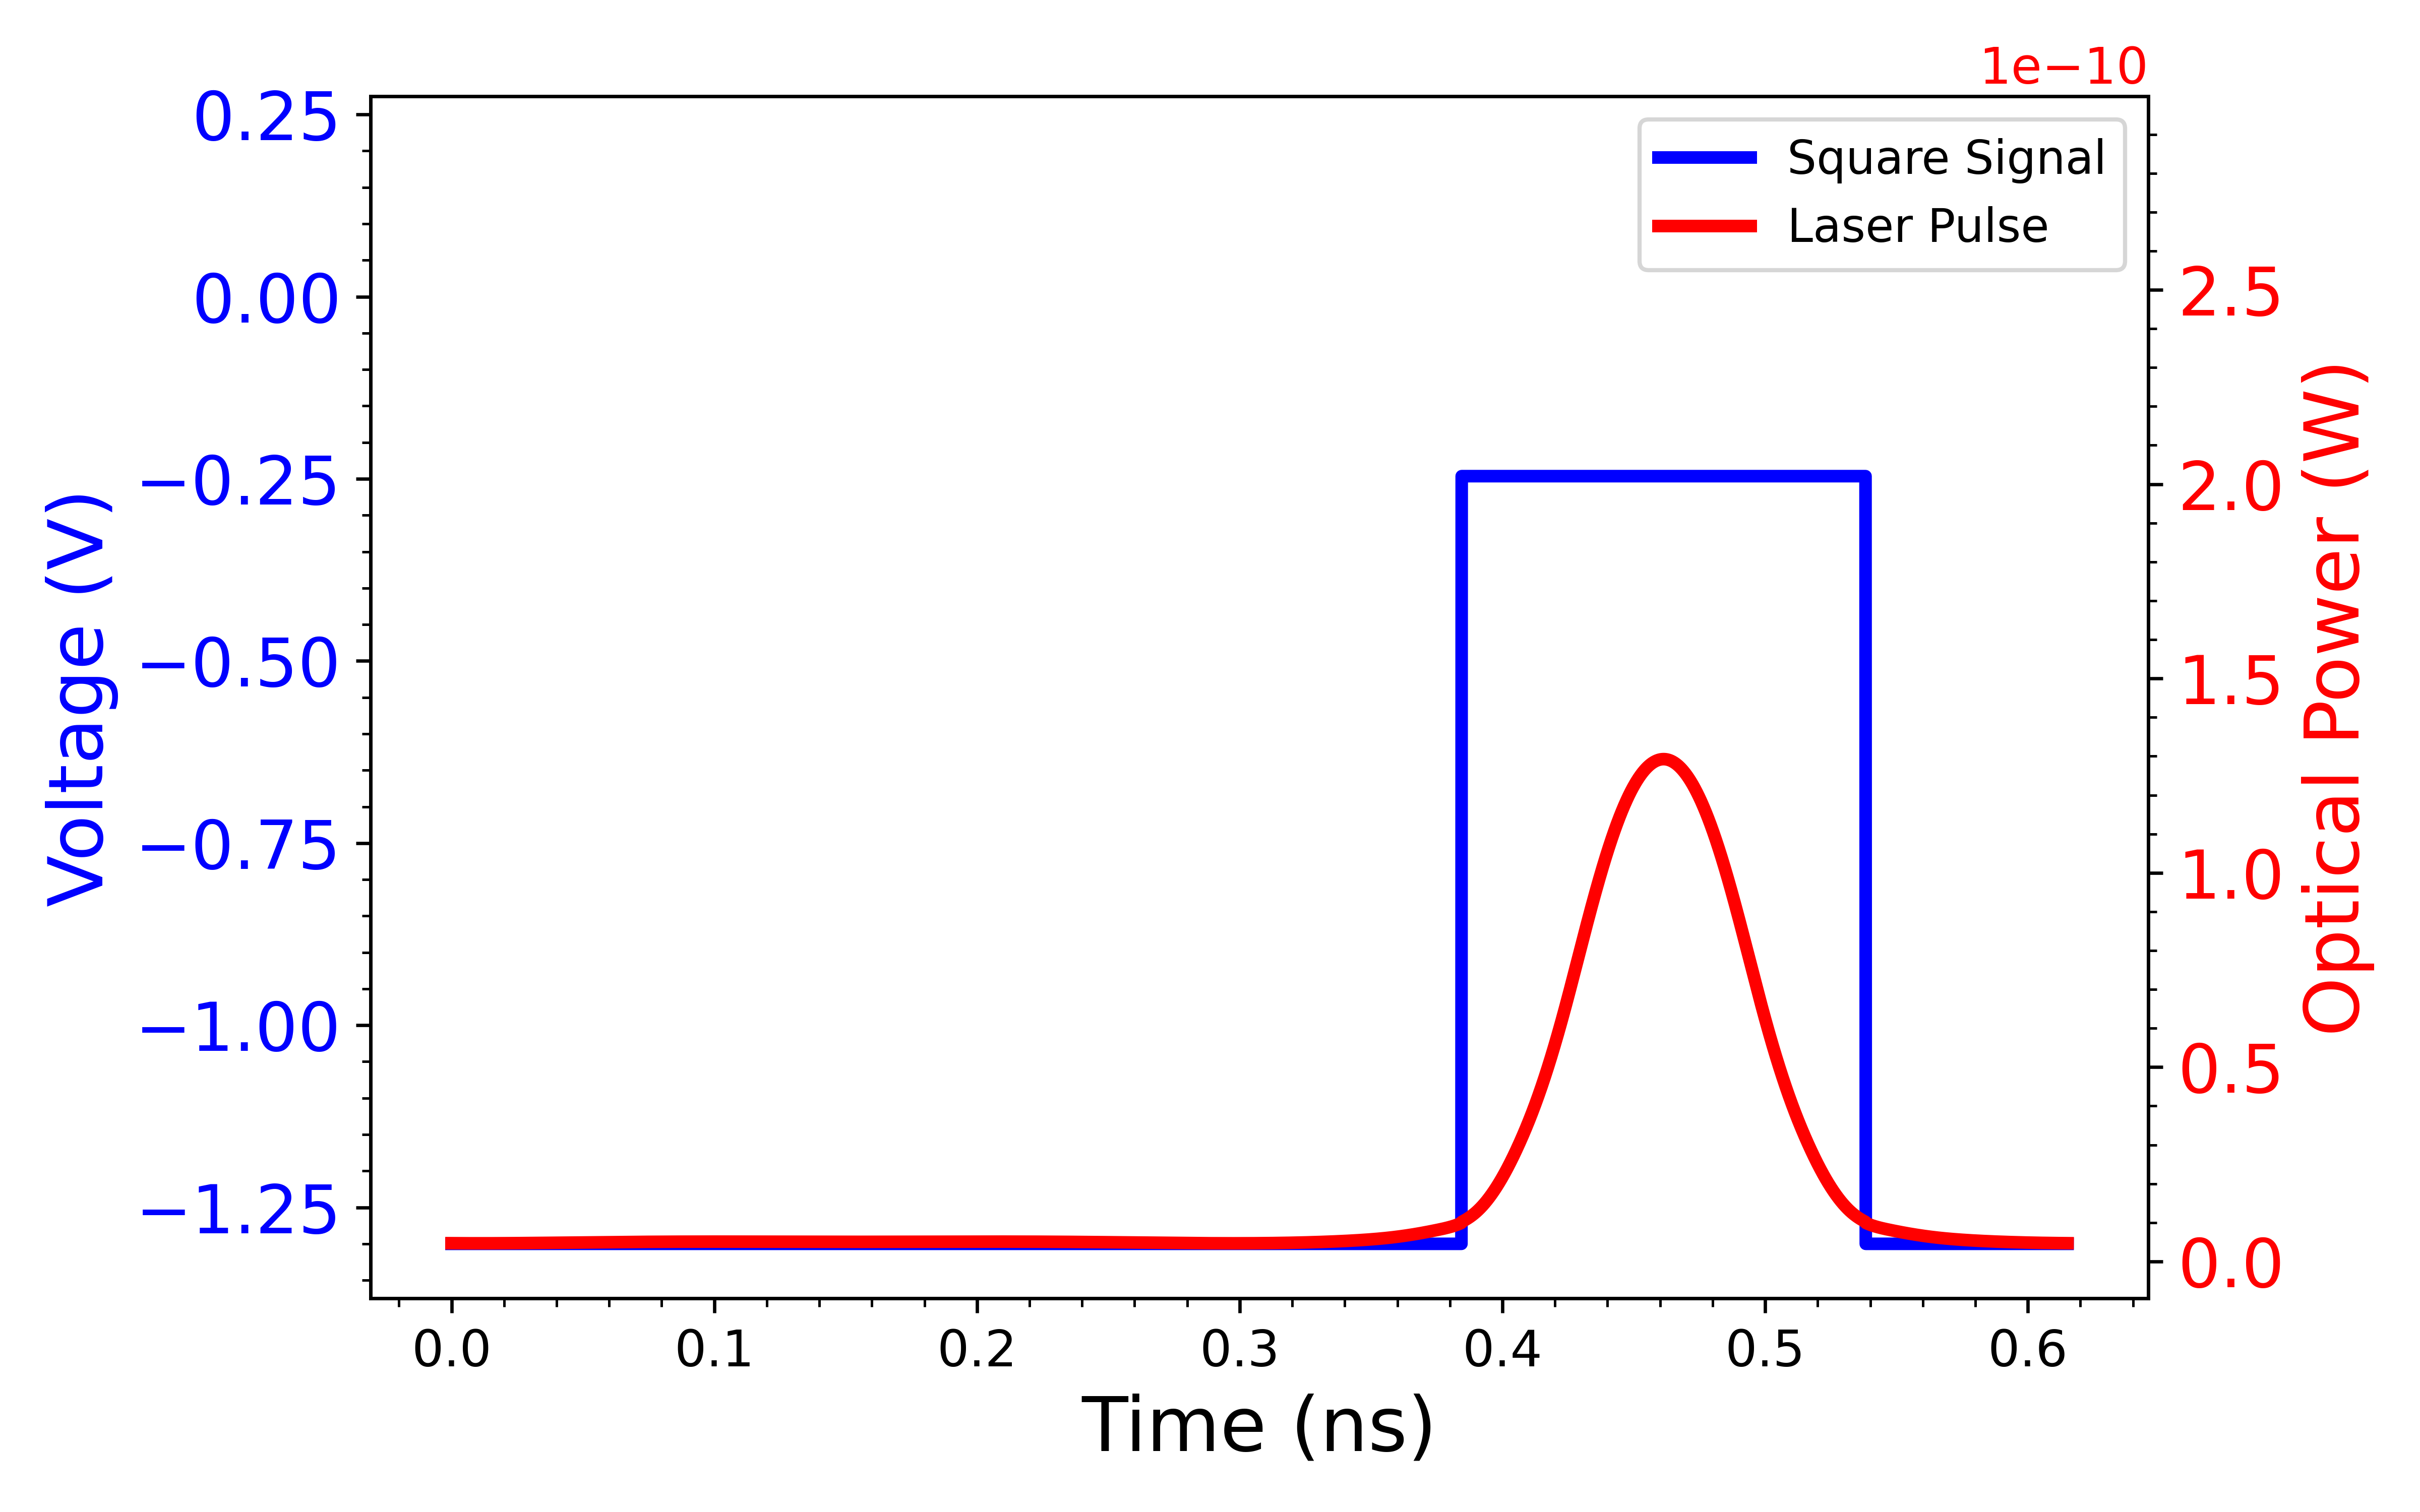 1e−10
Square Signal
Laser Pulse
0.25
0.00
−0.25
−0.50
−0.75
−1.00
−1.25
Voltage (V)
2.5
2.0
1.5
1.0
0.5
0.0
Optical Power (W)
0.0 0.1 0.2 0.3 0.4 0.5 0.6
Time (ns)